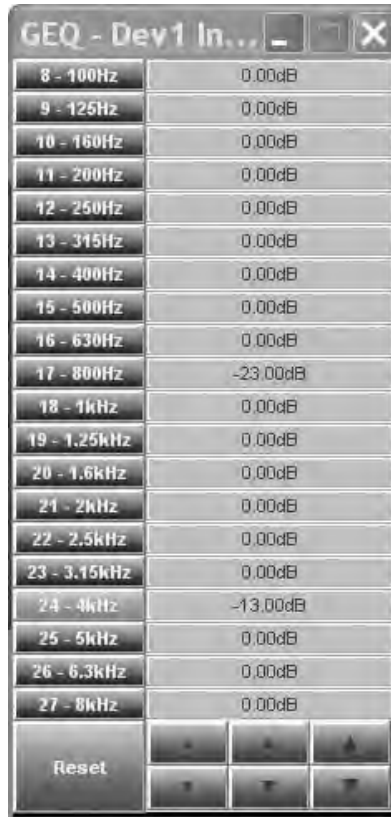 GEQ - Dev1 In...
8 - 100Hz 0.00dB
9 - 125Hz 0.00dB
10 - 160Hz 0.00dB
11 - 200Hz 0.00dB
12 - 250Hz 0.00dB
13 - 315Hz 0.00dB
14 - 400Hz 0.00dB
15 - 500Hz 0.00dB
16 - 630Hz 0.00dB
17 - 800Hz -23.00dB
18 - 1kHz 0.00dB
19 - 1.25kHz 0.00dB
20 - 1.6kHz 0.00dB
21 - 2kHz 0.00dB
22 - 2.5kHz 0.00dB
23 - 3.15kHz 0.00dB
24 - 4kHz -13.00dB
25 - 5kHz 0.00dB
26 - 6.3kHz 0.00dB
27 - 8kHz 0.00dB
Reset